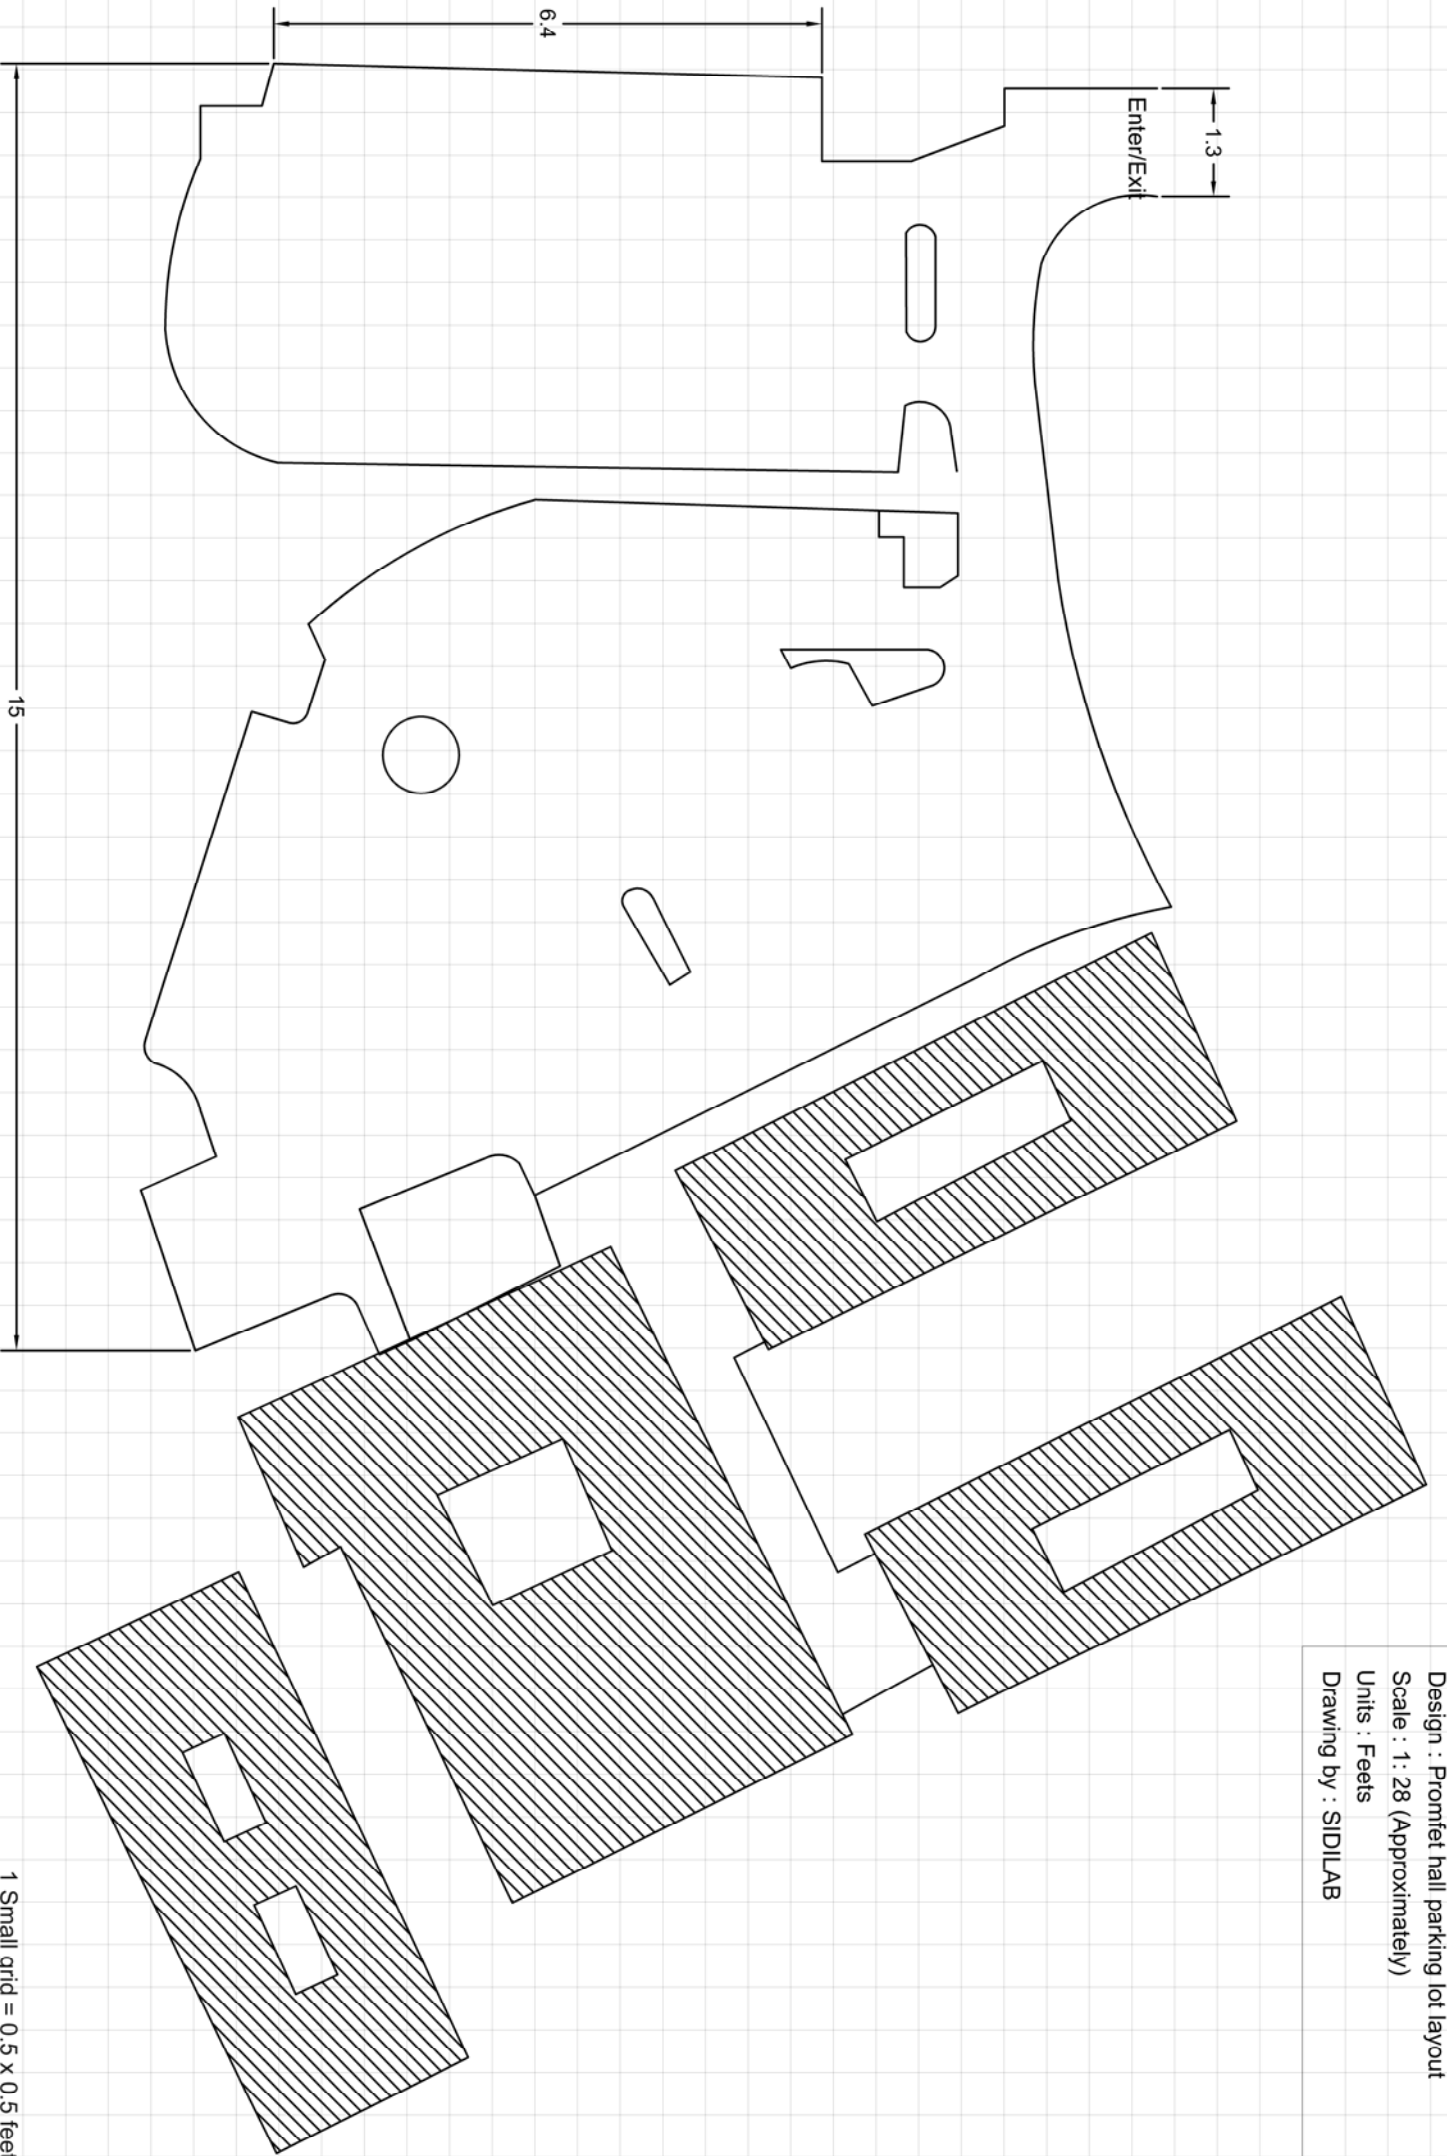 Design : Promfet hall parking lot layout
Scale : 1: 28 (Approximately)
Units : Feets
Drawing by : SIDILAB
1.3
Enter/Exit
6.4
15
1 Small grid = 0.5 x 0.5 feet